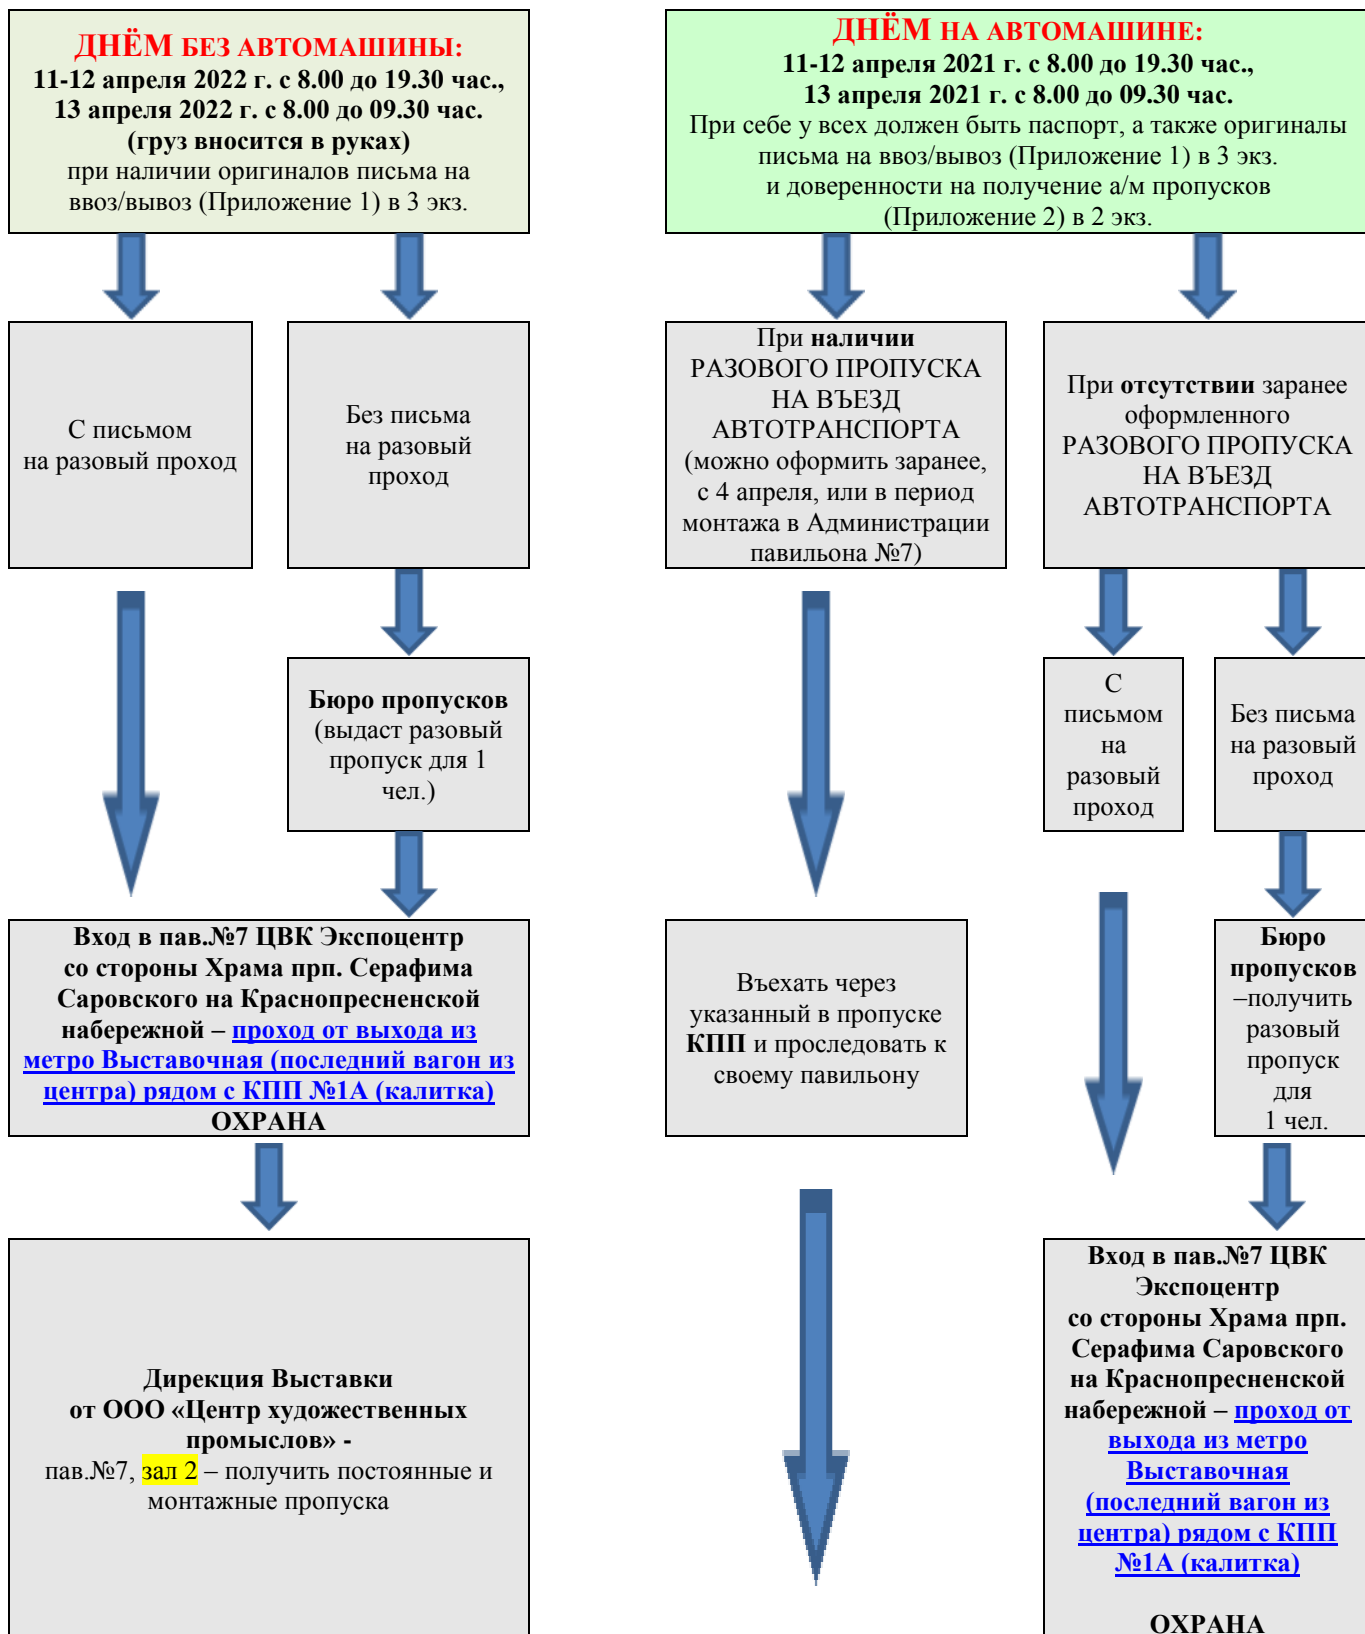 ДНЁМ БЕЗ АВТОМАШИНЫ:
11-12 апреля 2022 г. с 8.00 до 19.30 час.,
13 апреля 2022 г. с 8.00 до 09.30 час.
(груз вносится в руках)
при наличии оригиналов письма на
ввоз/вывоз (Приложение 1) в 3 экз.
ДНЁМ НА АВТОМАШИНЕ:
11-12 апреля 2021 г. с 8.00 до 19.30 час.,
13 апреля 2021 г. с 8.00 до 09.30 час.
При себе у всех должен быть паспорт, а также оригиналы
письма на ввоз/вывоз (Приложение 1) в 3 экз.
и доверенности на получение а/м пропусков
(Приложение 2) в 2 экз.
С письмом
на разовый проход
Без письма
на разовый
проход
При наличии
РАЗОВОГО ПРОПУСКА
НА ВЪЕЗД
АВТОТРАНСПОРТА
(можно оформить заранее,
с 4 апреля, или в период
монтажа в Администрации
павильона №7)
При отсутствии заранее
оформленного
РАЗОВОГО ПРОПУСКА
НА ВЪЕЗД
АВТОТРАНСПОРТА
Бюро пропусков
(выдаст разовый
пропуск для 1
чел.)
С
письмом
на
разовый
проход
Без письма
на разовый
проход
Вход в пав.№7 ЦВК Экспоцентр
со стороны Храма прп. Серафима
Саровского на Краснопресненской
набережной – проход от выхода из
метро Выставочная (последний вагон из
центра) рядом с КПП №1А (калитка)
ОХРАНА
Въехать через
указанный в пропуске
КПП и проследовать к
своему павильону
Бюро
пропусков
–получить
разовый
пропуск
для
1 чел.
Дирекция Выставки
от ООО «Центр художественных
промыслов» -
пав.№7, зал 2 – получить постоянные и
монтажные пропуска
Вход в пав.№7 ЦВК
Экспоцентр
со стороны Храма прп.
Серафима Саровского
на Краснопресненской
набережной – проход от
выхода из метро
Выставочная
(последний вагон из
центра) рядом с КПП
№1А (калитка)
ОХРАНА